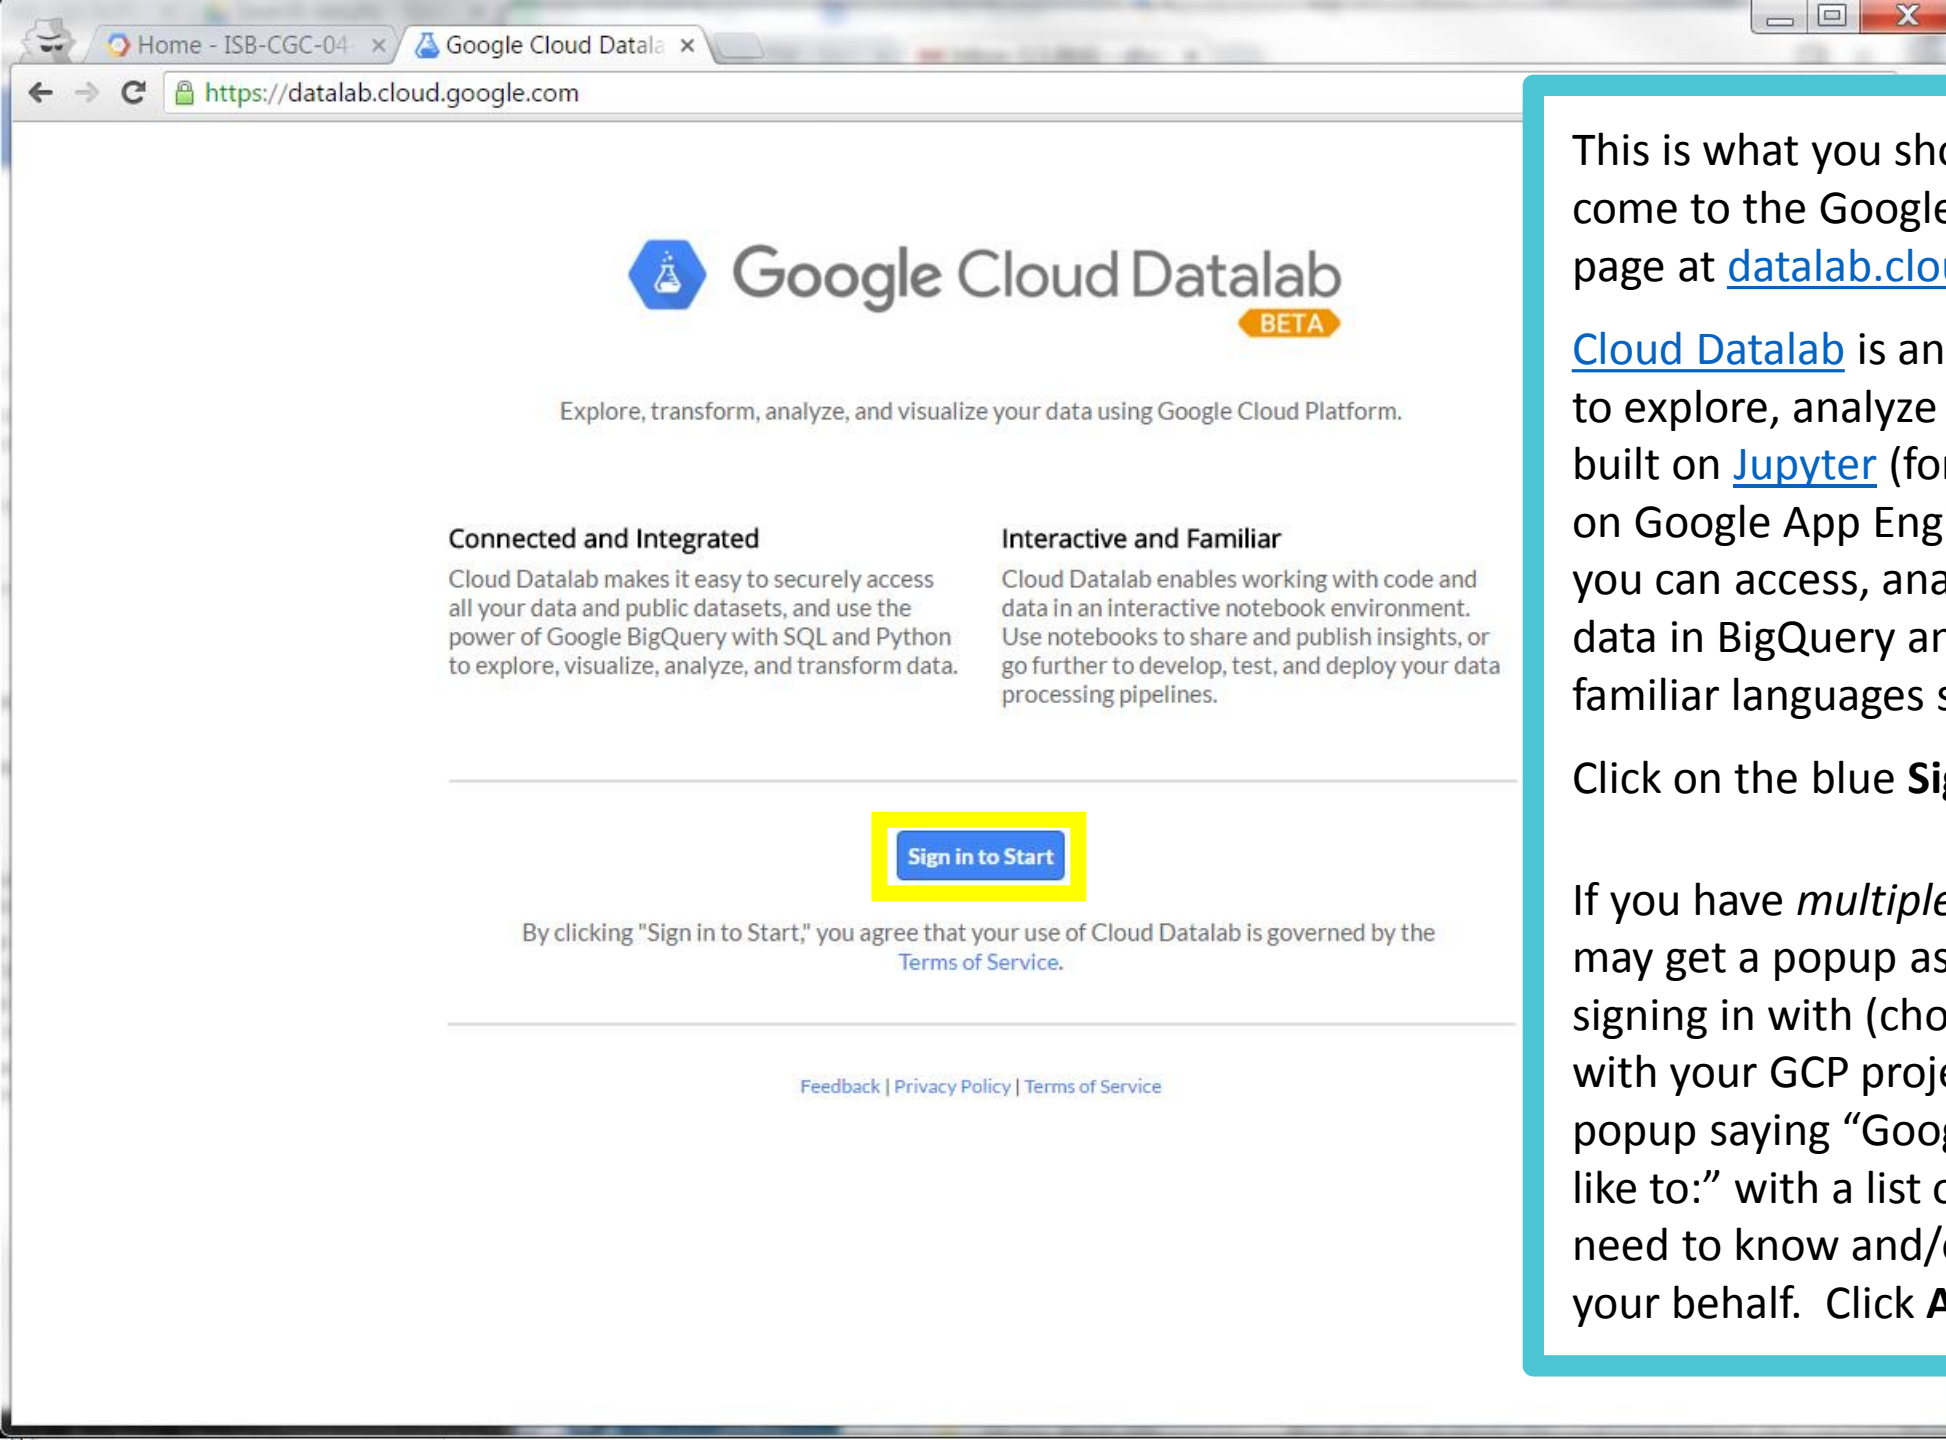 Home - ISB-CGC-04
Google Cloud Datala
https://datalab.cloud.google.com
Google Cloud Datalab
BETA
Explore, transform, analyze, and visualize your data using Google Cloud Platform.
Connected and Integrated
Cloud Datalab makes it easy to securely access
all your data and public datasets, and use the
power of Google BigQuery with SQL and Python
to explore, visualize, analyze, and transform data.
Interactive and Familiar
Cloud Datalab enables working with code and
data in an interactive notebook environment.
Use notebooks to share and publish insights, or
go further to develop, test, and deploy your data
processing pipelines.
Sign in to Start
By clicking "Sign in to Start," you agree that your use of Cloud Datalab is governed by the
Terms of Service.
Feedback | Privacy Policy | Terms of Service
This is what you sho
come to the Google
page at datalab.clou
Cloud Datalab is an
to explore, analyze
built on Jupyter (for
on Google App Eng
you can access, ana
data in BigQuery an
familiar languages s
Click on the blue Sig
If you have multiple
may get a popup as
signing in with (cho
with your GCP proje
popup saying “Goog
like to:” with a list o
need to know and/o
your behalf. Click A